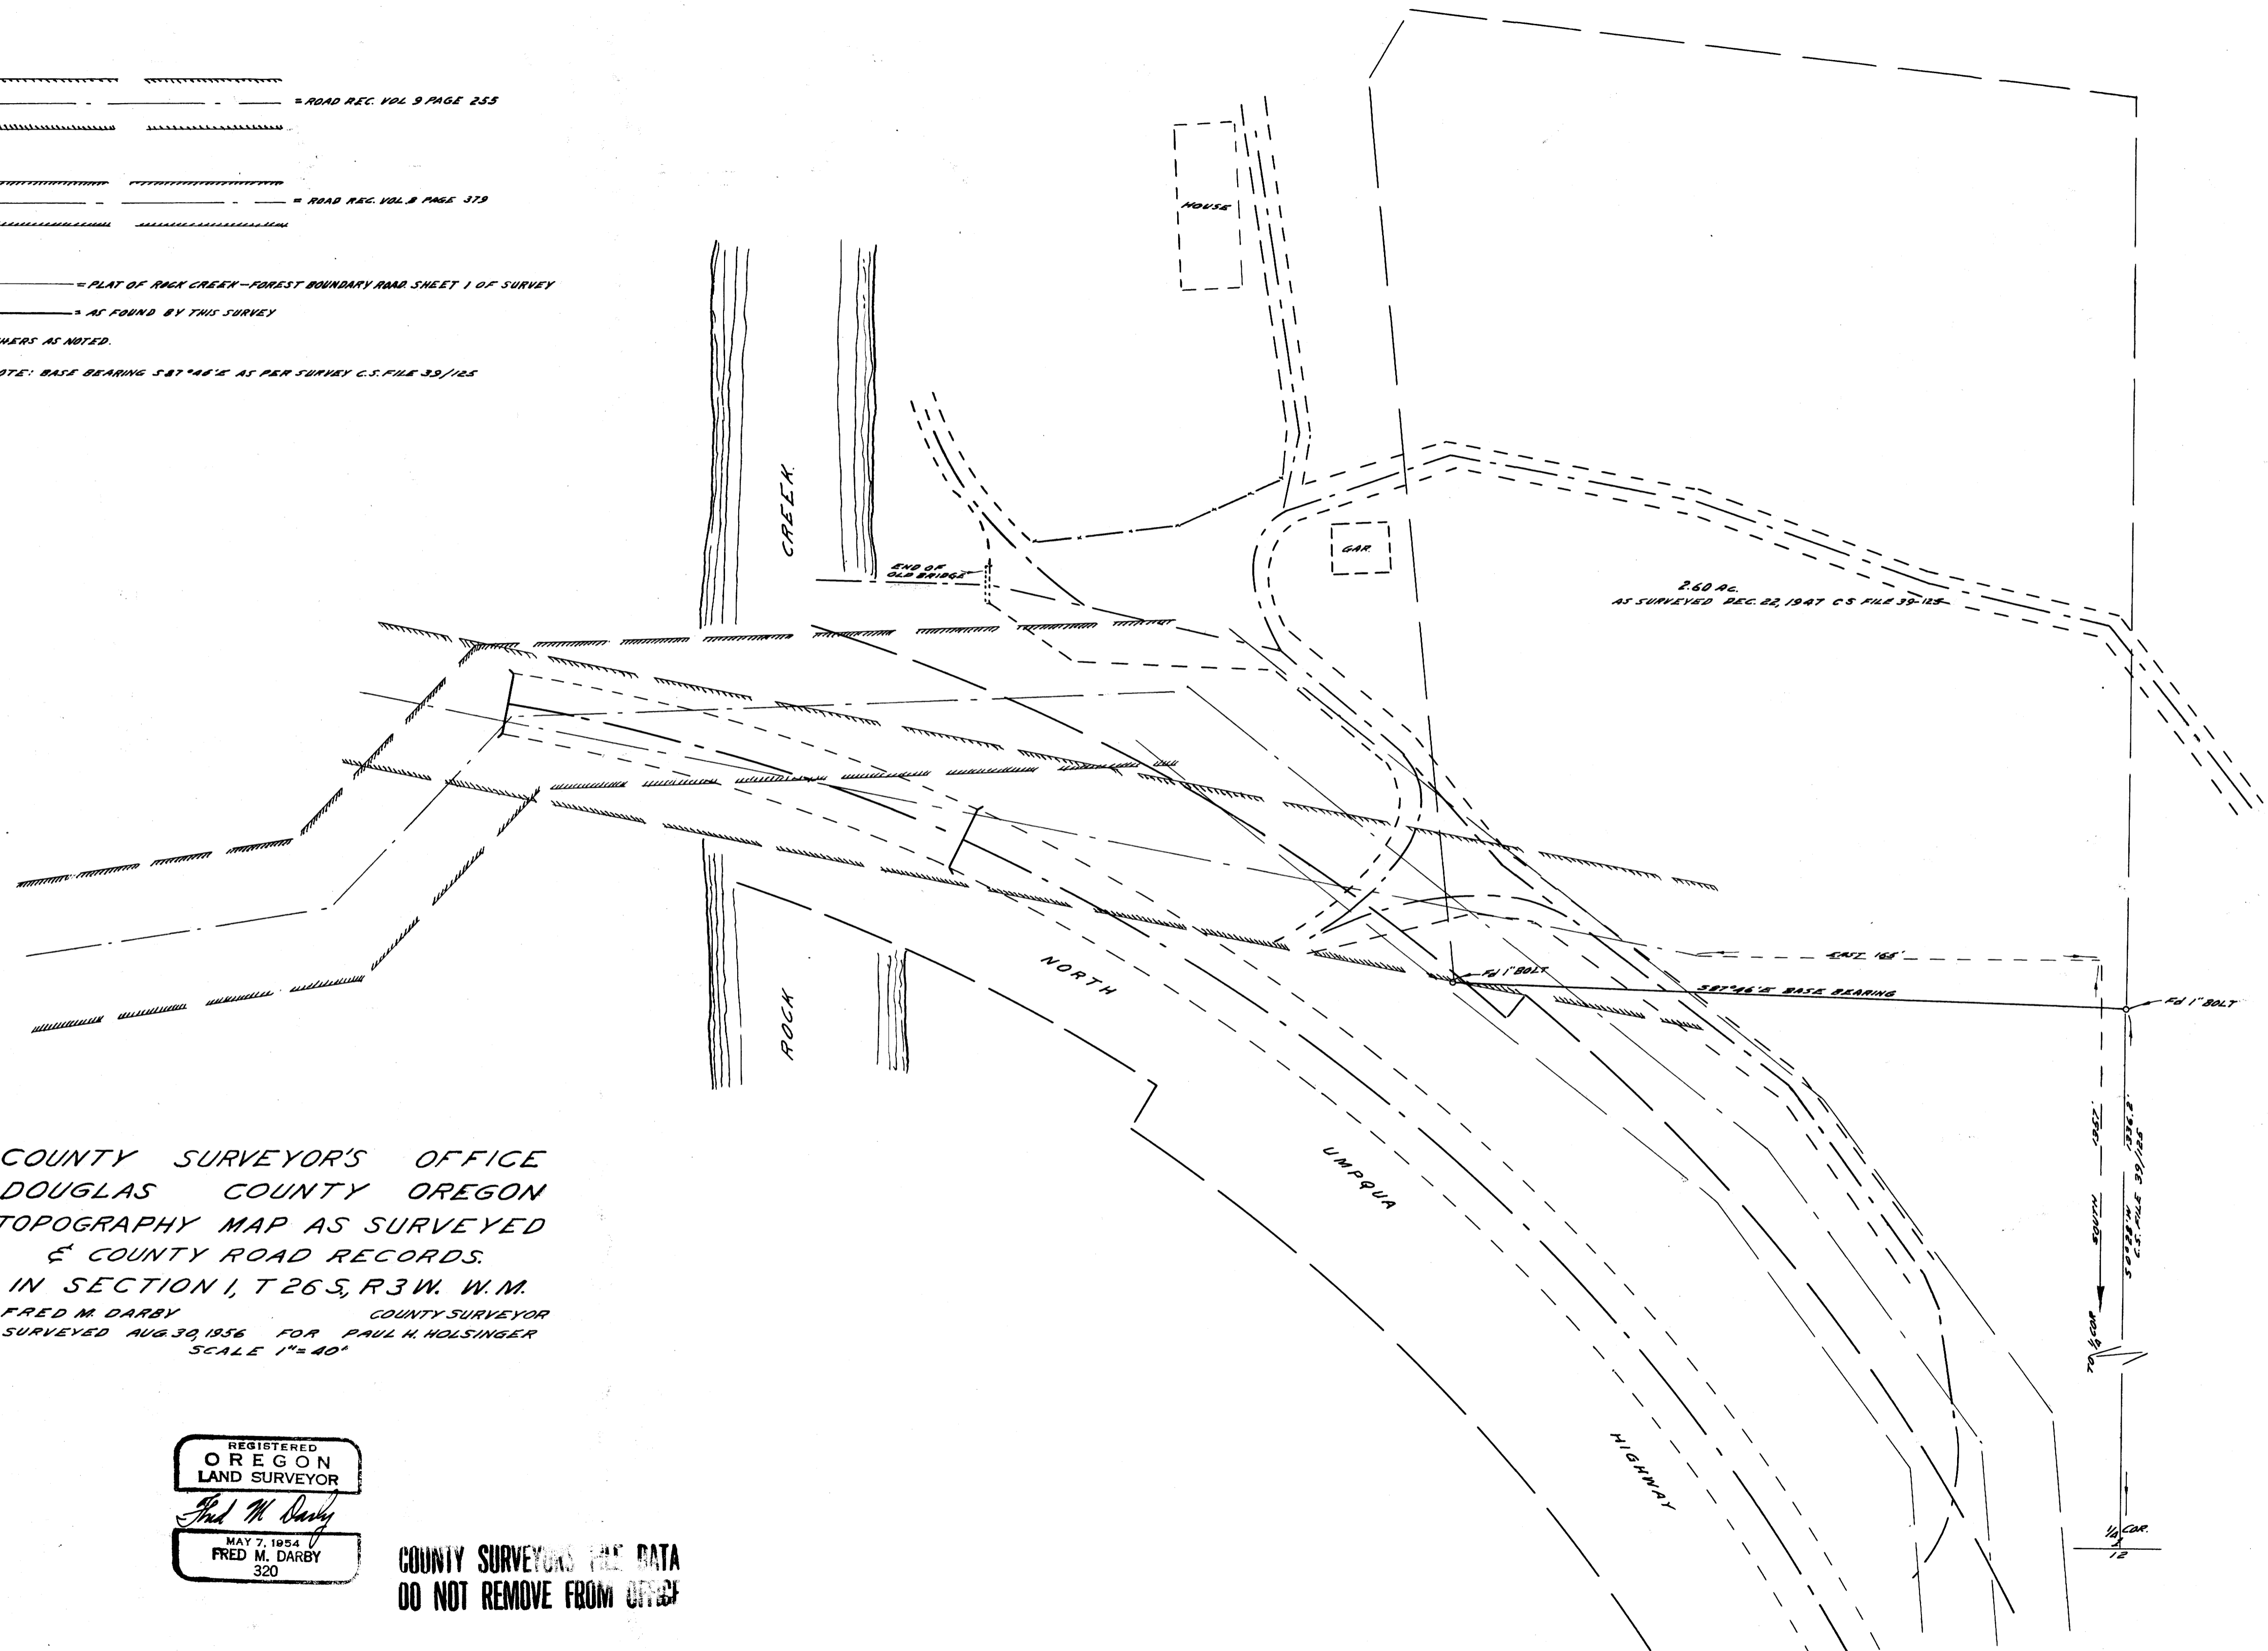 = ROAD REC. VOL 9 PAGE 255
= ROAD REC. VOL. 8 PAGE 379
= PLAT OF ROCK CREEK-FOREST BOUNDARY ROAD. SHEET 1 OF SURVEY
= AS FOUND BY THIS SURVEY
HERS AS NOTED.
OTE: BASE BEARING S87°46'E AS PER SURVEY C.S. FILE 39/125
HOUSE
CREEK
END OF
OLD BRIDGE
GAR.
2.60 AC.
AS SURVEYED DEC. 22, 1947 C S FILE 39-125
ROCK
NORTH
UMPQUA
HIGHWAY
Fd 1" BOLT
EAST 165'
S87°46'E BASE BEARING
Fd 1" BOLT
SOUTH
TO 1/4 COR
1336.2'
C.S. FILE 39/125
1/4 COR.
12
COUNTY SURVEYOR'S OFFICE
DOUGLAS COUNTY OREGON
TOPOGRAPHY MAP AS SURVEYED
& COUNTY ROAD RECORDS.
IN SECTION 1, T 26 S, R 3 W. W.M.
FRED M. DARBY COUNTY SURVEYOR
SURVEYED AUG. 30, 1956 FOR PAUL H. HOLSINGER
SCALE 1"= 40'
REGISTERED
OREGON
LAND SURVEYOR
Fred M Darby
MAY 7, 1954
FRED M. DARBY
320
COUNTY SURVEYORS FILE DATA
DO NOT REMOVE FROM OFFICE